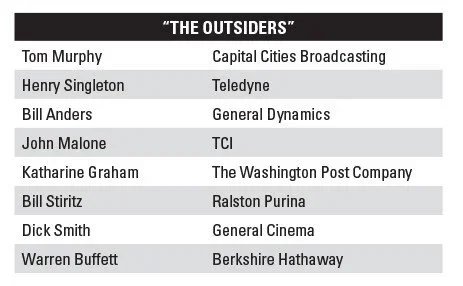 “THE OUTSIDERS”
Tom Murphy Capital Cities Broadcasting
Henry Singleton Teledyne
Bill Anders General Dynamics
John Malone TCI
Katharine Graham The Washington Post Company
Bill Stiritz Ralston Purina
Dick Smith General Cinema
Warren Buffett Berkshire Hathaway